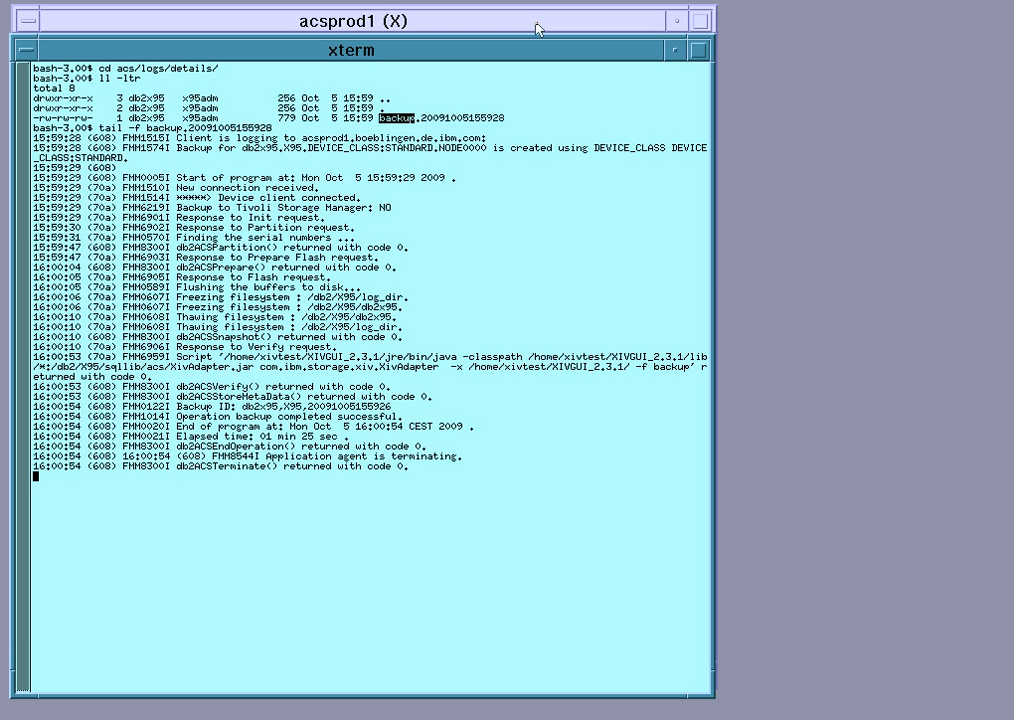 acsprod1 (X)
xterm
bash-3.00$ cd acs/logs/details/
bash-3.00$ ll -ltr
total 8
drwxr-xr-x    3 db2x95   x95adm          256 Oct  5 15:59 ..
drwxr-xr-x    2 db2x95   x95adm          256 Oct  5 15:59 .
-rw-rw-rw-    1 db2x95   x95adm          779 Oct  5 15:59 backup.20091005155928
bash-3.00$ tail -f backup.20091005155928
15:59:28 (608) FMM1515I Client is logging to acsprod1.boeblingen.de.ibm.com:
15:59:28 (608) FMM1574I Backup for db2x95.X95.DEVICE_CLASS:STANDARD.NODE0000 is created using DEVICE_CLASS DEVICE
_CLASS:STANDARD.
15:59:29 (608)
15:59:29 (608) FMM0005I Start of program at: Mon Oct  5 15:59:29 2009 .
15:59:29 (70a) FMM1510I New connection received.
15:59:29 (70a) FMM1514I *****> Device client connected.
15:59:29 (70a) FMM6219I Backup to Tivoli Storage Manager: NO
15:59:29 (70a) FMM6901I Response to Init request.
15:59:30 (70a) FMM6902I Response to Partition request.
15:59:31 (70a) FMM0570I Finding the serial numbers ...
15:59:47 (608) FMM8300I db2ACSPartition() returned with code 0.
15:59:47 (70a) FMM6903I Response to Prepare Flash request.
16:00:04 (608) FMM8300I db2ACSPrepare() returned with code 0.
16:00:05 (70a) FMM6905I Response to Flash request.
16:00:05 (70a) FMM0589I Flushing the buffers to disk...
16:00:06 (70a) FMM0607I Freezing filesystem : /db2/X95/log_dir.
16:00:06 (70a) FMM0607I Freezing filesystem : /db2/X95/db2x95.
16:00:10 (70a) FMM0608I Thawing filesystem : /db2/X95/db2x95.
16:00:10 (70a) FMM0608I Thawing filesystem : /db2/X95/log_dir.
16:00:10 (608) FMM8300I db2ACSSnapshot() returned with code 0.
16:00:10 (70a) FMM6906I Response to Verify request.
16:00:53 (70a) FMM6959I Script '/home/xivtest/XIVGUI_2.3.1/jre/bin/java -classpath /home/xivtest/XIVGUI_2.3.1/lib
/*:/db2/X95/sqllib/acs/XivAdapter.jar com.ibm.storage.xiv.XivAdapter  -x /home/xivtest/XIVGUI_2.3.1/ -f backup' r
eturned with code 0.
16:00:53 (608) FMM8300I db2ACSVerify() returned with code 0.
16:00:53 (608) FMM8300I db2ACSStoreMetaData() returned with code 0.
16:00:54 (608) FMM0122I Backup ID: db2x95,X95,20091005155926
16:00:54 (608) FMM1014I Operation backup completed successful.
16:00:54 (608) FMM0020I End of program at: Mon Oct  5 16:00:54 CEST 2009 .
16:00:54 (608) FMM0021I Elapsed time: 01 min 25 sec .
16:00:54 (608) FMM8300I db2ACSEndOperation() returned with code 0.
16:00:54 (608) 16:00:54 (608) FMM8544I Application agent is terminating.
16:00:54 (608) FMM8300I db2ACSTerminate() returned with code 0.